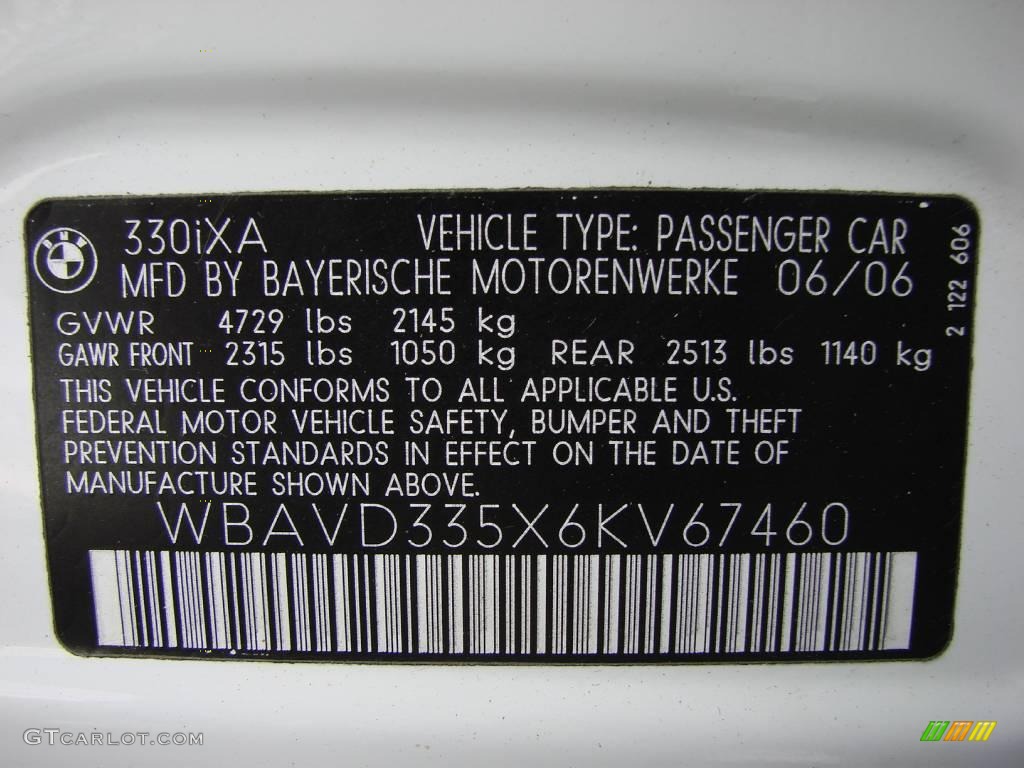 BMW
330iXA VEHICLE TYPE: PASSENGER CAR
MFD BY BAYERISCHE MOTORENWERKE 06/06
GVWR 4729 lbs 2145 kg
GAWR FRONT 2315 lbs 1050 kg REAR 2513 lbs 1140 kg
THIS VEHICLE CONFORMS TO ALL APPLICABLE U.S.
FEDERAL MOTOR VEHICLE SAFETY, BUMPER AND THEFT
PREVENTION STANDARDS IN EFFECT ON THE DATE OF
MANUFACTURE SHOWN ABOVE.
WBAVD335X6KV67460
2 122 606
GTCARLOT.COM